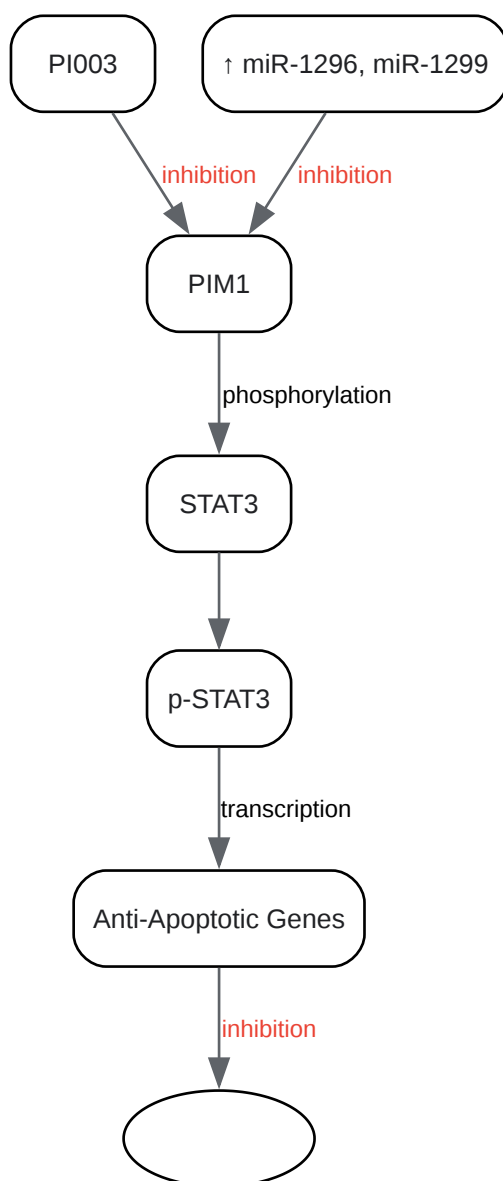 PI003
↑ miR-1296, miR-1299
inhibition
inhibition
PIM1
phosphorylation
STAT3
p-STAT3
transcription
Anti-Apoptotic Genes
inhibition